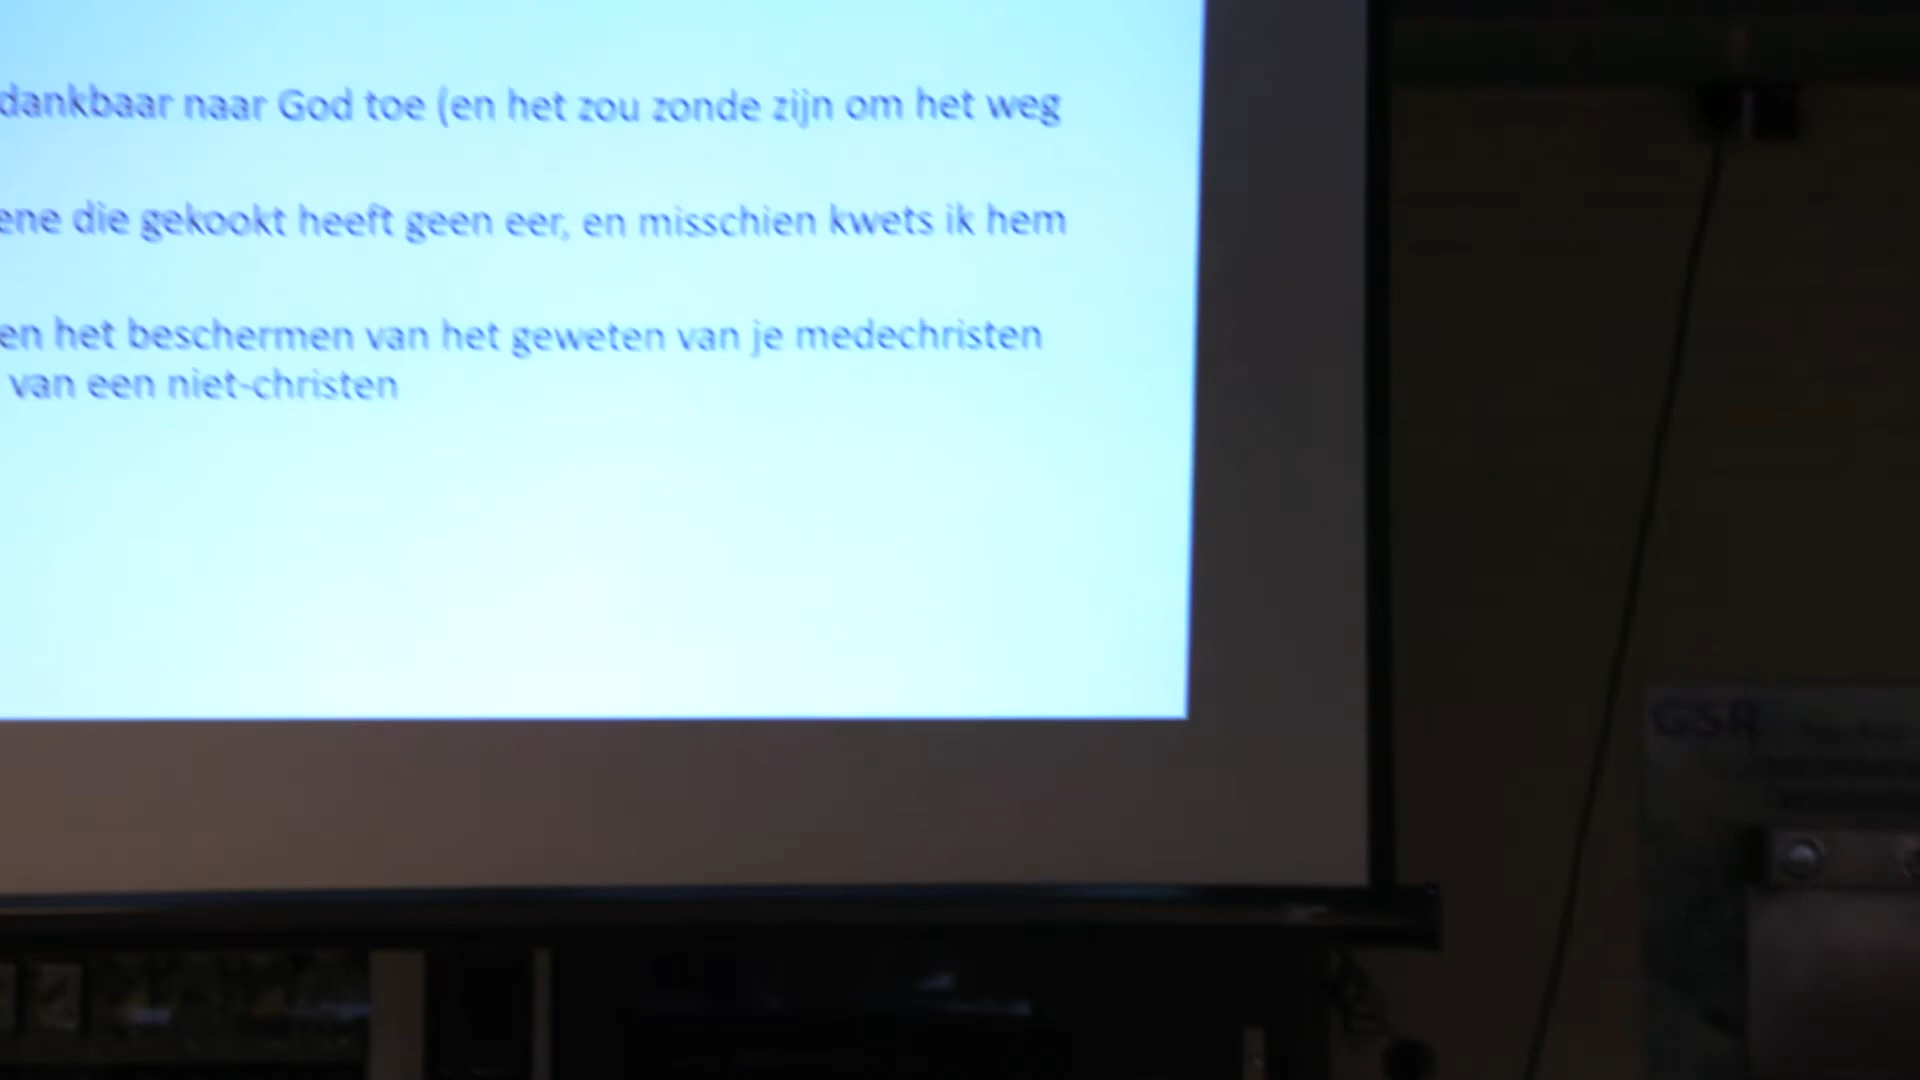 dankbaar naar God toe (en het zou zonde zijn om het weg
ene die gekookt heeft geen eer, en misschien kwets ik hem
en het beschermen van het geweten van je medechristen
van een niet-christen
GSR